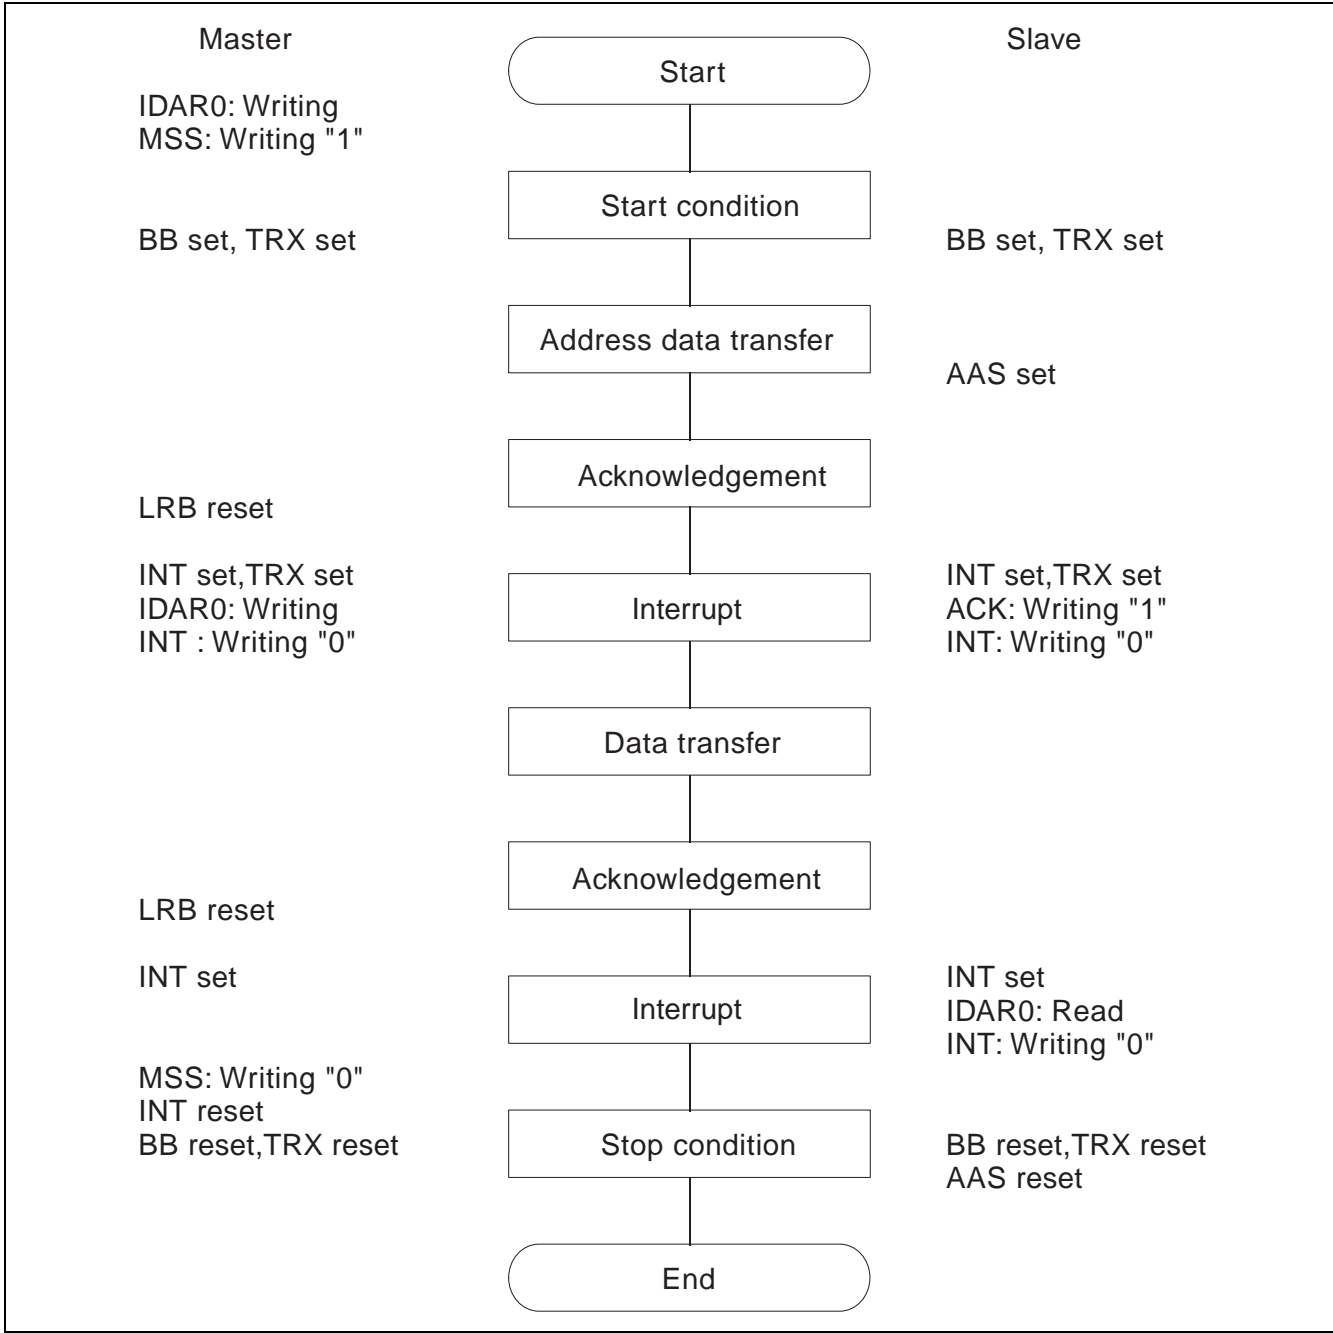 Master
Start
Slave
IDAR0: Writing
MSS: Writing "1"
Start condition
BB set, TRX set
BB set, TRX set
Address data transfer
AAS set
Acknowledgement
LRB reset
INT set,TRX set
IDAR0: Writing
INT : Writing "0"
Interrupt
INT set,TRX set
ACK: Writing "1"
INT: Writing "0"
Data transfer
Acknowledgement
LRB reset
INT set
Interrupt
INT set
IDAR0: Read
INT: Writing "0"
MSS: Writing "0"
INT reset
BB reset,TRX reset
Stop condition
BB reset,TRX reset
AAS reset
End